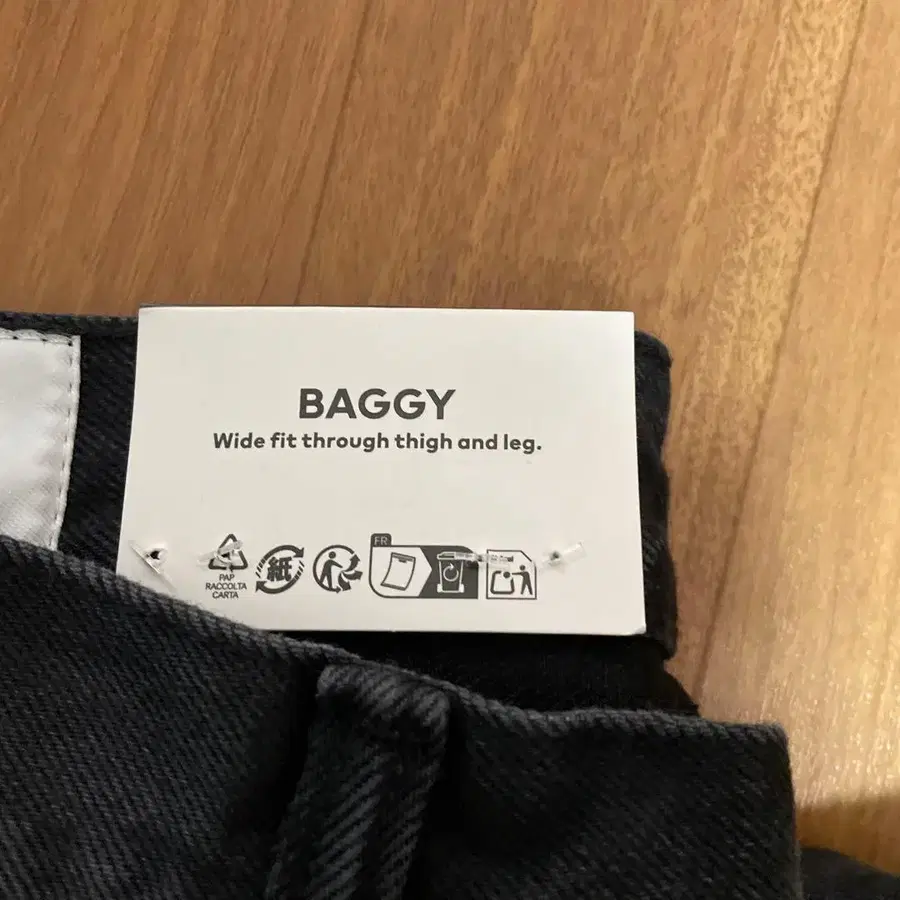 BAGGY
Wide fit through thigh and leg.
FR
紙
PAP
RACCOLTA
CARTA